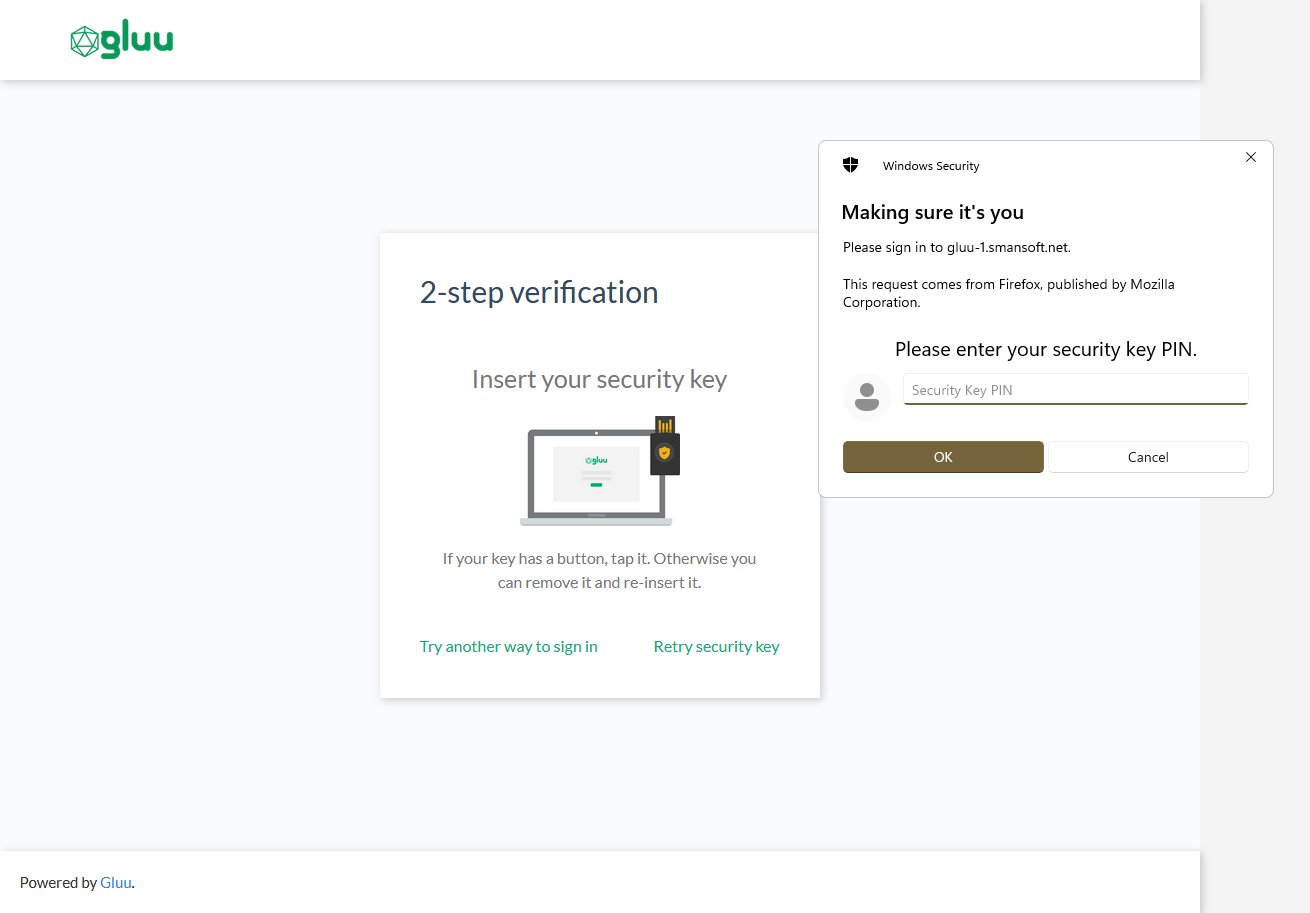 gluu
Windows Security
Making sure it's you
Please sign in to gluu-1.smansoft.net.
This request comes from Firefox, published by Mozilla
Corporation.
Please enter your security key PIN.
Security Key PIN
OK
Cancel
2-step verification
Insert your security key
gluu
If your key has a button, tap it. Otherwise you
can remove it and re-insert it.
Try another way to sign in
Retry security key
Powered by Gluu.